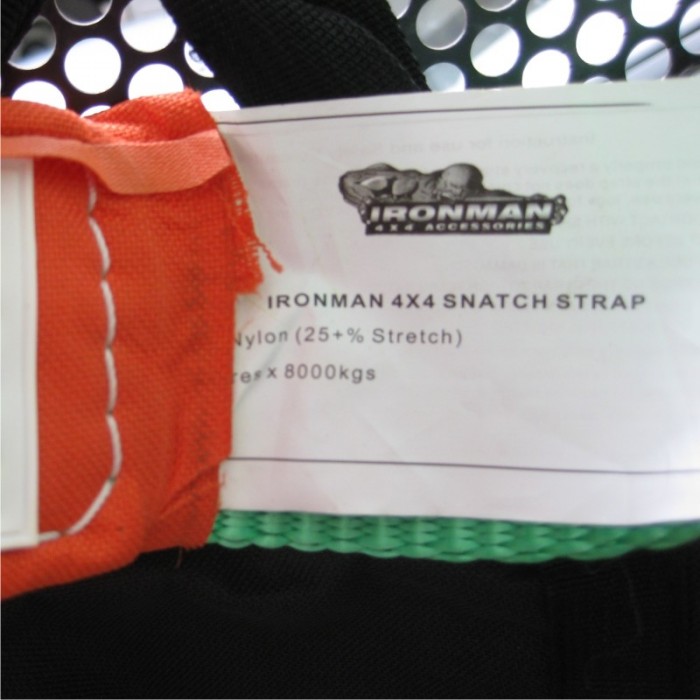 IRONMAN
4X4 ACCESSORIES
IRONMAN 4X4 SNATCH STRAP
Nylon (25+% Stretch)
x 8000kgs